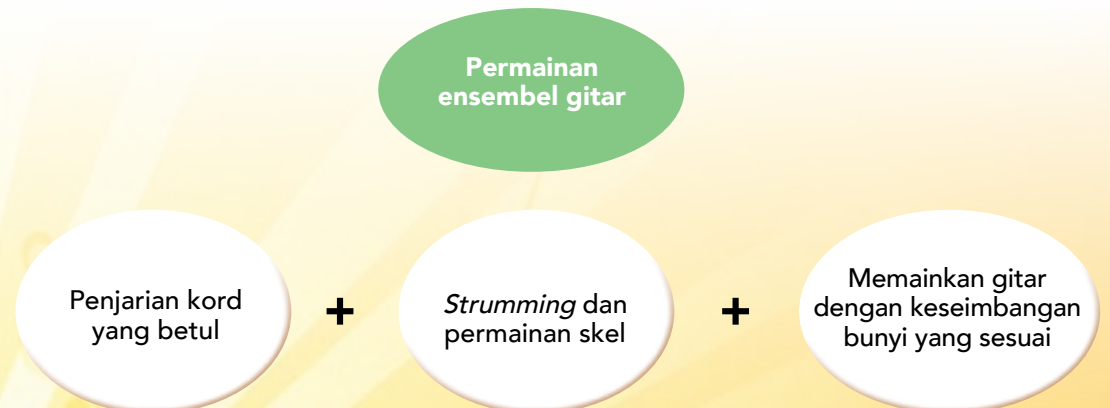 Permainan
ensembel gitar
Penjarian kord
yang betul
+
Strumming dan
permainan skel
+
Memainkan gitar
dengan keseimbangan
bunyi yang sesuai